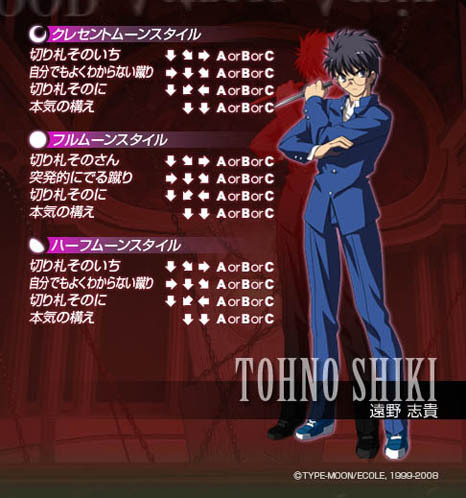 クレセントムーンスタイル
切り札そのいち ⬇⬊➡ AorBorC
自分でもよくわからない蹴り ➡⬇⬊ AorBorC
切り札そのに ⬇⬋⬅ AorBorC
本気の構え ⬇⬇ AorBorC
フルムーンスタイル
切り札そのさん ⬇⬊➡ AorBorC
突発的にでる蹴り ➡⬇⬊ AorBorC
切り札そのに ⬇⬋⬅ AorBorC
本気の構え ⬇⬇ AorBorC
ハーフムーンスタイル
切り札そのいち ⬇⬊➡ AorBorC
自分でもよくわからない蹴り ➡⬇⬊ AorBorC
切り札そのに ⬇⬋⬅ AorBorC
本気の構え ⬇⬇ AorBorC
TOHNO SHIKI
遠野 志貴
©TYPE-MOON/ECOLE, 1999-2008